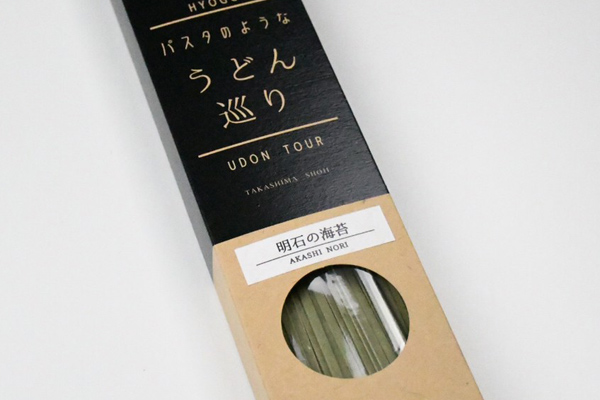 パスタのような
うどん
巡り
UDON TOUR
TAKASHIMA SHOH
明石の海苔
AKASHI NORI